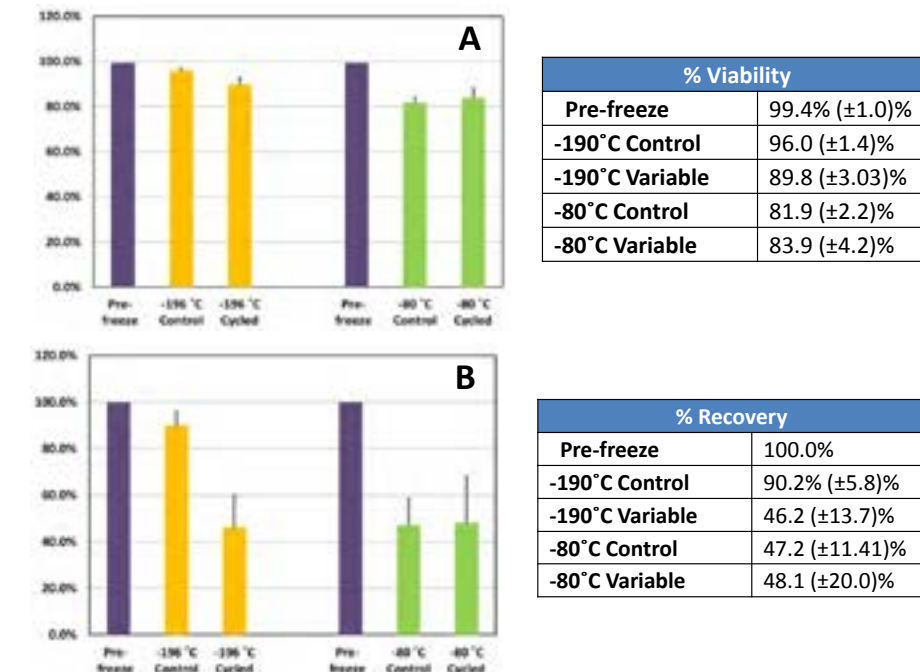 120.0%
A
100.0%
80.0%
60.0%
40.0%
20.0%
0.0%
Pre-freeze -196 °C Control -196 °C Cycled Pre-freeze -80 °C Control -80 °C Cycled
% Viability
Pre-freeze 99.4% (±1.0)%
-190˚C Control 96.0 (±1.4)%
-190˚C Variable 89.8 (±3.03)%
-80˚C Control 81.9 (±2.2)%
-80˚C Variable 83.9 (±4.2)%
120.0%
B
100.0%
80.0%
60.0%
40.0%
20.0%
0.0%
Pre-freeze -196 °C Control -196 °C Cycled Pre-freeze -80 °C Control -80 °C Cycled
% Recovery
Pre-freeze 100.0%
-190˚C Control 90.2% (±5.8)%
-190˚C Variable 46.2 (±13.7)%
-80˚C Control 47.2 (±11.41)%
-80˚C Variable 48.1 (±20.0)%